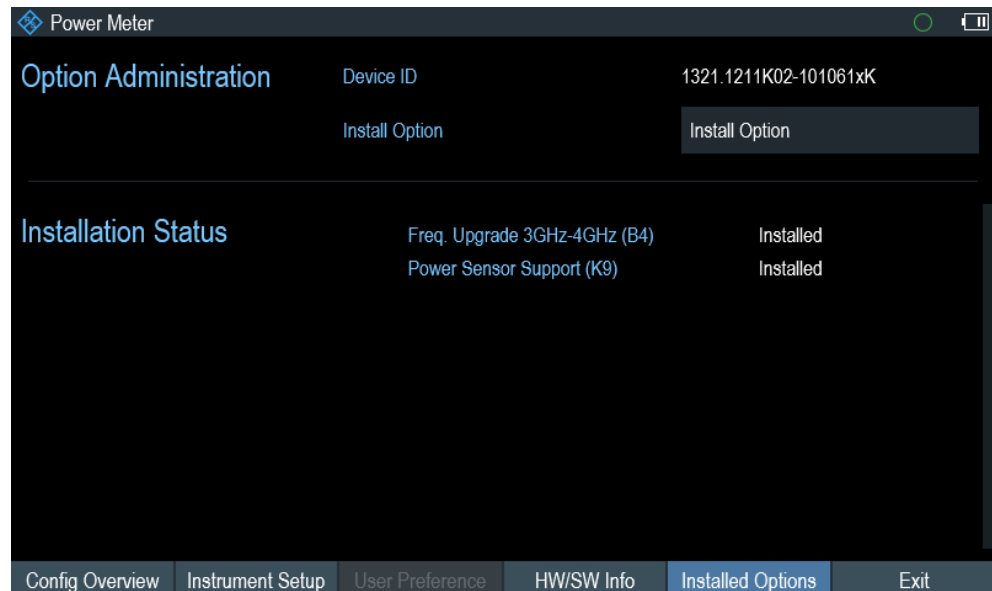 Power Meter
Option Administration Device ID 1321.1211K02-101061xK
Install Option Install Option
Installation Status
Freq. Upgrade 3GHz-4GHz (B4) Installed
Power Sensor Support (K9) Installed
Config Overview Instrument Setup User Preference HW/SW Info Installed Options Exit